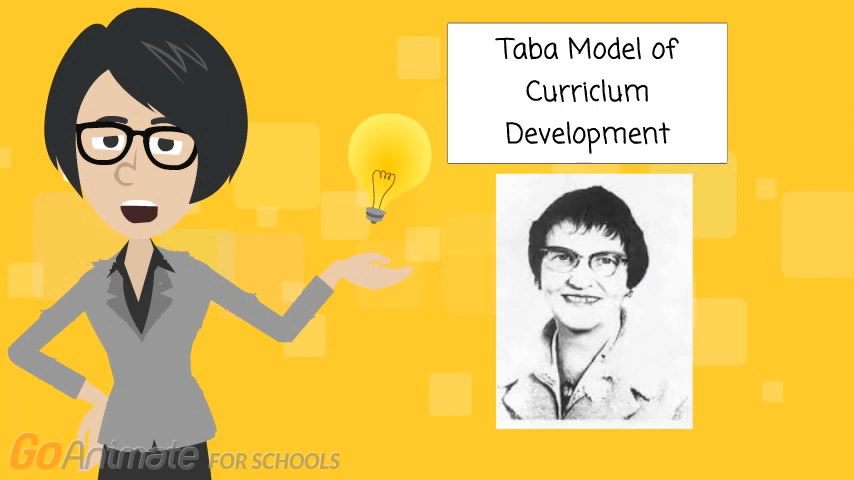 Taba Model of
Curriclum
Development
GoAnimate FOR SCHOOLS